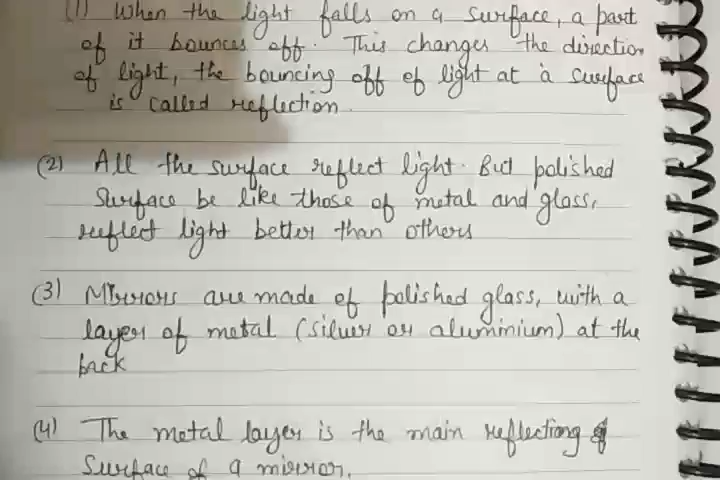 (1) When the light falls on a surface, a part
of it bounces off. This changes the direction
of light, the bouncing off of light at a surface
is called reflection.
(2) All the surface reflect light. But polished
Surface be like those of metal and glass,
reflect light better than others
(3) Mirrors are made of polished glass, with a
layer of metal (silver or aluminium) at the
back
(4) The metal layer is the main reflecting
Surface of a mirror.